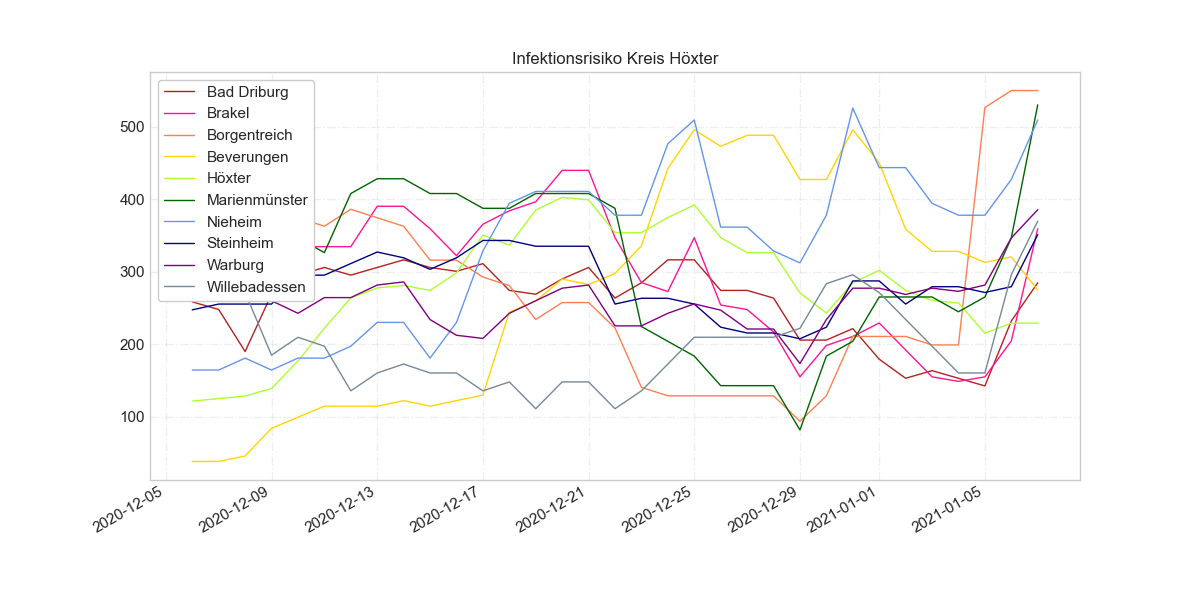 Infektionsrisiko Kreis Höxter
Bad Driburg
Brakel
Borgentreich
Beverungen
Höxter
Marienmünster
Nieheim
Steinheim
Warburg
Willebadessen
500
400
300
200
100
2020-12-05
2020-12-09
2020-12-13
2020-12-17
2020-12-21
2020-12-25
2020-12-29
2021-01-01
2021-01-05